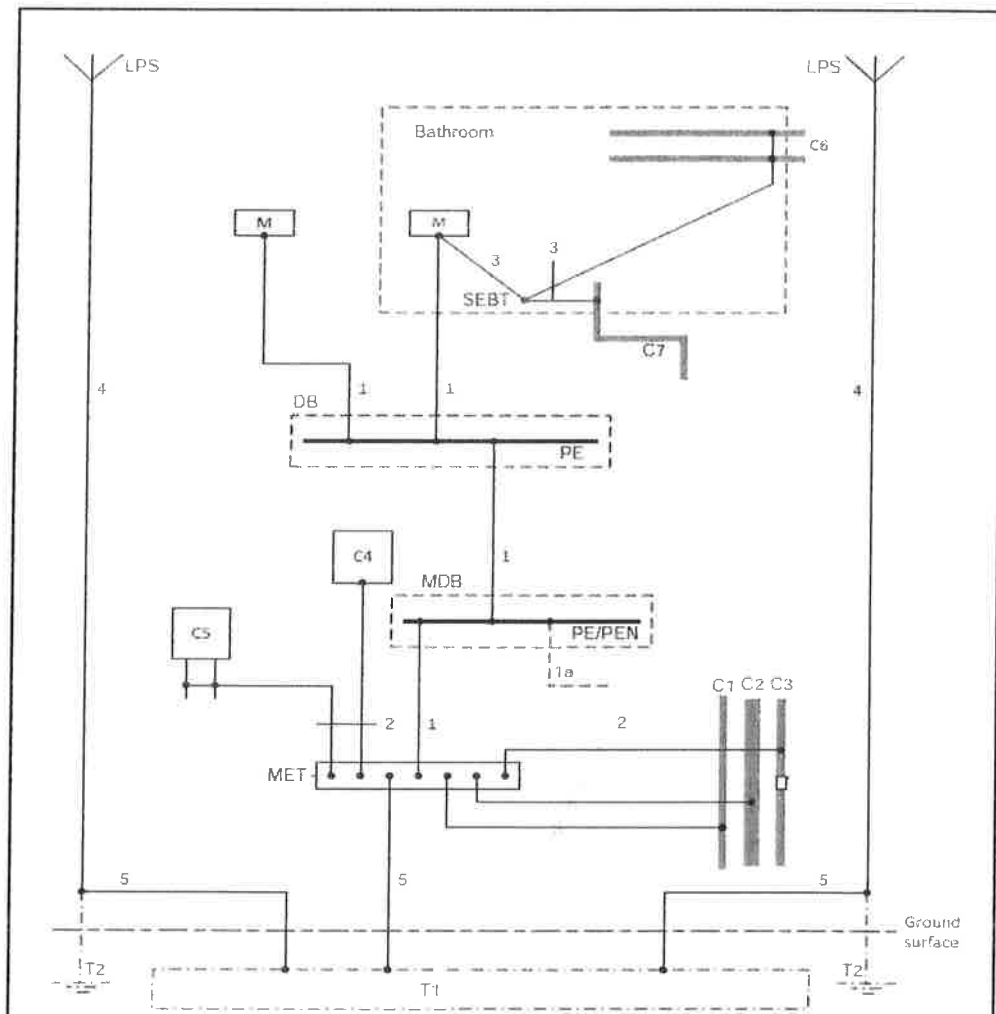 LPS
LPS
Bathroom
C6
M
M
3
3
SEBT
C7
4
1
1
4
DB
PE
C4
1
MDB
C5
PE/PEN
1a
C1 C2 C3
2
1
2
MET
5
5
5
Ground
surface
T2
T1
T2